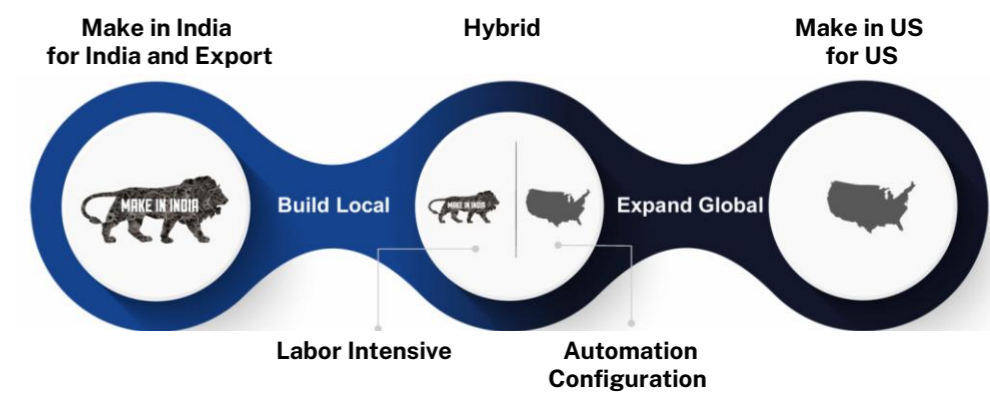 Make in India
for India and Export
Hybrid
Make in US
for US
MAKE IN INDIA
Build Local
MAKE IN INDIA
Expand Global
Labor Intensive
Automation
Configuration